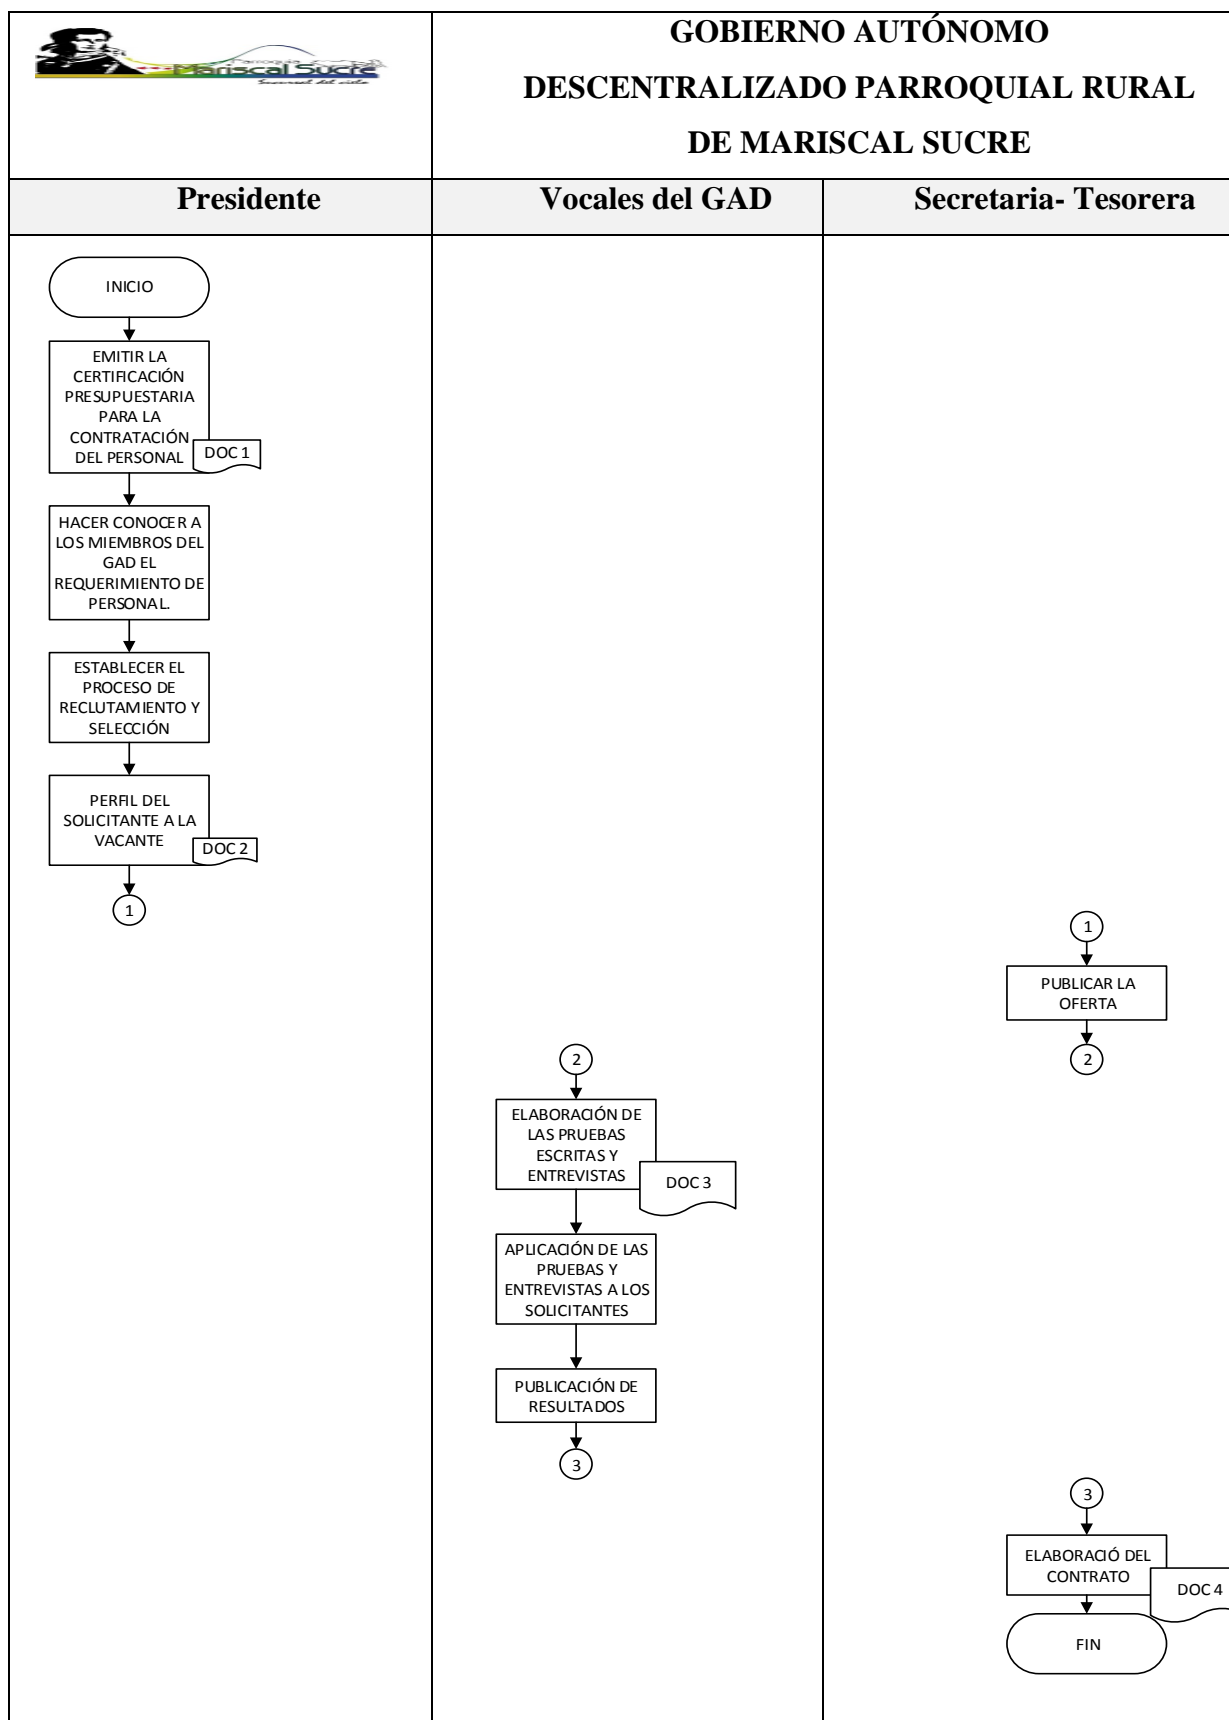 Parroquia
Mariscal Sucre
Sucursal del cielo
GOBIERNO AUTÓNOMO
DESCENTRALIZADO PARROQUIAL RURAL
DE MARISCAL SUCRE
Presidente
Vocales del GAD
Secretaria- Tesorera
INICIO
EMITIR LA
CERTIFICACIÓN
PRESUPUESTARIA
PARA LA
CONTRATACIÓN
DEL PERSONAL
DOC 1
HACER CONOCER A
LOS MIEMBROS DEL
GAD EL
REQUERIMIENTO DE
PERSONAL.
ESTABLECER EL
PROCESO DE
RECLUTAMIENTO Y
SELECCIÓN
PERFIL DEL
SOLICITANTE A LA
VACANTE
DOC 2
1
1
PUBLICAR LA
OFERTA
2
2
ELABORACIÓN DE
LAS PRUEBAS
ESCRITAS Y
ENTREVISTAS
DOC 3
APLICACIÓN DE LAS
PRUEBAS Y
ENTREVISTAS A LOS
SOLICITANTES
PUBLICACIÓN DE
RESULTADOS
3
3
ELABORACIÓ DEL
CONTRATO
DOC 4
FIN